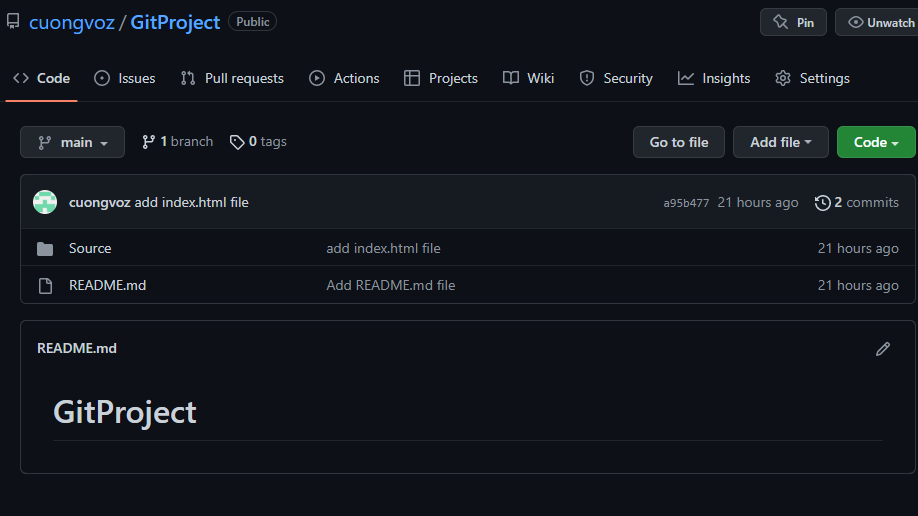 cuongvoz / GitProject Public Pin Unwatch
Code Issues Pull requests Actions Projects Wiki Security Insights Settings
main 1 branch 0 tags Go to file Add file Code
cuongvoz add index.html file a95b477 21 hours ago 2 commits
Source add index.html file 21 hours ago
README.md Add README.md file 21 hours ago
README.md
GitProject